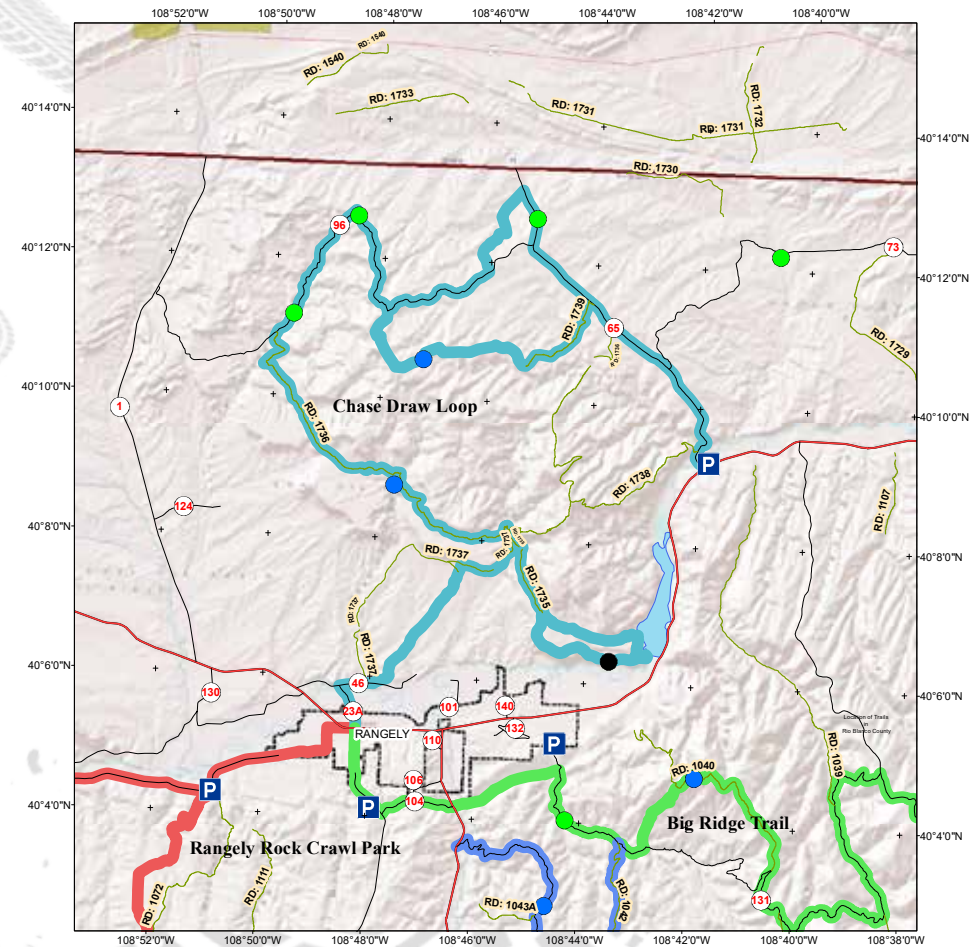 108°52'0"W 108°50'0"W 108°48'0"W 108°46'0"W 108°44'0"W 108°42'0"W 108°40'0"W
RD: 1540
RD: 1540
RD: 1733
RD: 1731
RD: 1732
40°14'0"N
RD: 1731
40°14'0"N
RD: 1730
96
40°12'0"N
73
40°12'0"N
RD: 1739
65
RD: 1729
40°10'0"N
1
Chase Draw Loop
40°10'0"N
RD: 1736
P
RD: 1738
124
RD: 1107
40°8'0"N
RD: 1737
RD: 1737
40°8'0"N
RD: 1735
RD: 1737
RD: 1737
40°6'0"N
46
130
40°6'0"N
23A
101
140
Location of Trails
in
Rio Blanco County
132
RANGELY
110
P
RD: 1039
RD: 1040
106
P
104
P
40°4'0"N
Big Ridge Trail
40°4'0"N
Rangely Rock Crawl Park
RD: 1072
RD: 1111
RD: 1043A
RD: 1042
131
108°52'0"W 108°50'0"W 108°48'0"W 108°46'0"W 108°44'0"W 108°42'0"W 108°40'0"W 108°38'0"W